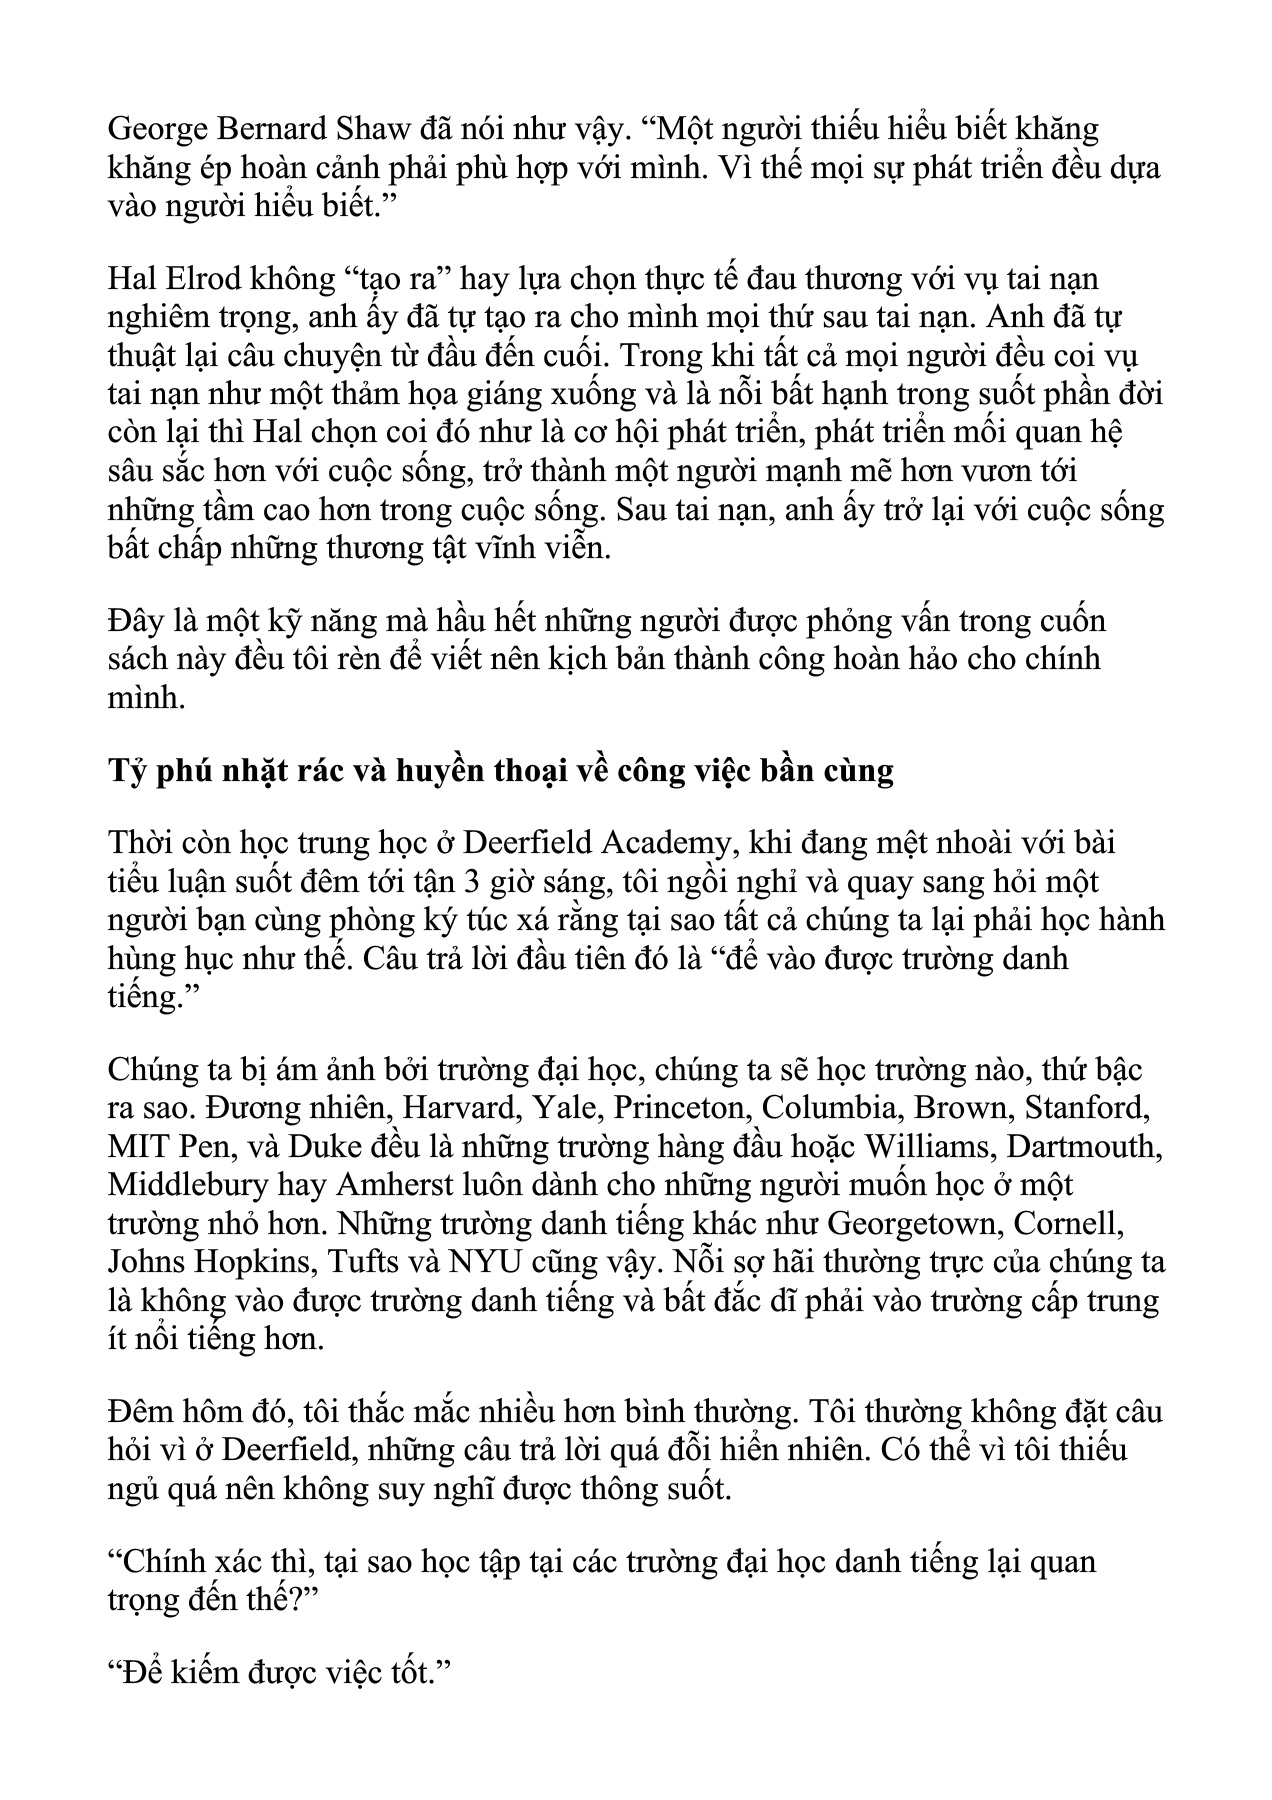 George Bernard Shaw đã nói như vậy. “Một người thiếu hiểu biết khăng
khăng ép hoàn cảnh phải phù hợp với mình. Vì thế mọi sự phát triển đều dựa
vào người hiểu biết.”
Hal Elrod không “tạo ra” hay lựa chọn thực tế đau thương với vụ tai nạn
nghiêm trọng, anh ấy đã tự tạo ra cho mình mọi thứ sau tai nạn. Anh đã tự
thuật lại câu chuyện từ đầu đến cuối. Trong khi tất cả mọi người đều coi vụ
tai nạn như một thảm họa giáng xuống và là nỗi bất hạnh trong suốt phần đời
còn lại thì Hal chọn coi đó như là cơ hội phát triển, phát triển mối quan hệ
sâu sắc hơn với cuộc sống, trở thành một người mạnh mẽ hơn vươn tới
những tầm cao hơn trong cuộc sống. Sau tai nạn, anh ấy trở lại với cuộc sống
bất chấp những thương tật vĩnh viễn.
Đây là một kỹ năng mà hầu hết những người được phỏng vấn trong cuốn
sách này đều tôi rèn để viết nên kịch bản thành công hoàn hảo cho chính
mình.
Tỷ phú nhặt rác và huyền thoại về công việc bần cùng
Thời còn học trung học ở Deerfield Academy, khi đang mệt nhoài với bài
tiểu luận suốt đêm tới tận 3 giờ sáng, tôi ngồi nghỉ và quay sang hỏi một
người bạn cùng phòng ký túc xá rằng tại sao tất cả chúng ta lại phải học hành
hùng hục như thế. Câu trả lời đầu tiên đó là “để vào được trường danh
tiếng.”
Chúng ta bị ám ảnh bởi trường đại học, chúng ta sẽ học trường nào, thứ bậc
ra sao. Đương nhiên, Harvard, Yale, Princeton, Columbia, Brown, Stanford,
MIT Pen, và Duke đều là những trường hàng đầu hoặc Williams, Dartmouth,
Middlebury hay Amherst luôn dành cho những người muốn học ở một
trường nhỏ hơn. Những trường danh tiếng khác như Georgetown, Cornell,
Johns Hopkins, Tufts và NYU cũng vậy. Nỗi sợ hãi thường trực của chúng ta
là không vào được trường danh tiếng và bất đắc dĩ phải vào trường cấp trung
ít nổi tiếng hơn.
Đêm hôm đó, tôi thắc mắc nhiều hơn bình thường. Tôi thường không đặt câu
hỏi vì ở Deerfield, những câu trả lời quá đỗi hiển nhiên. Có thể vì tôi thiếu
ngủ quá nên không suy nghĩ được thông suốt.
“Chính xác thì, tại sao học tập tại các trường đại học danh tiếng lại quan
trọng đến thế?”
“Để kiếm được việc tốt.”